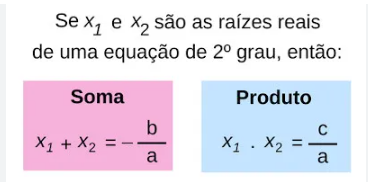 Se x₁ e x₂ são as raízes reais
de uma equação de 2º grau, então:
Soma
x₁ + x₂ = – b/a
Produto
x₁ . x₂ = c/a